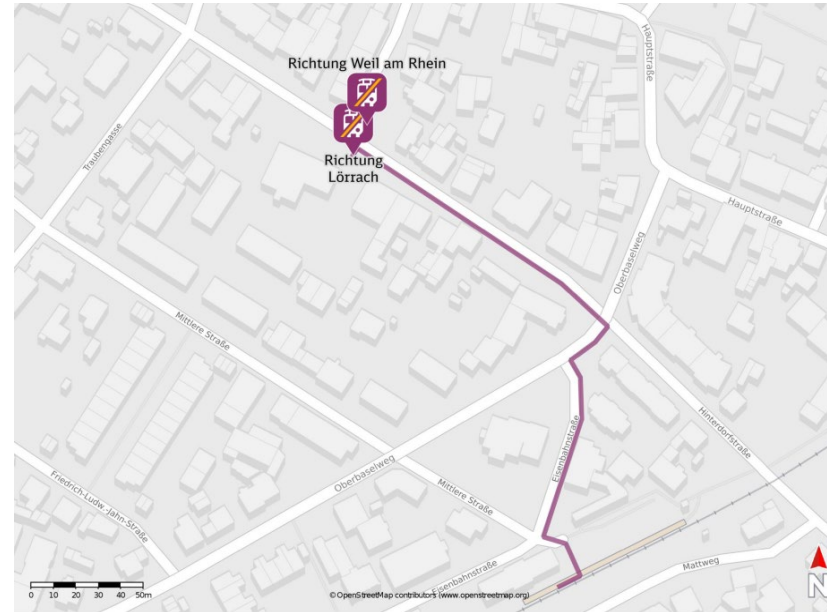 Hauptstraße
Richtung Weil am Rhein
Traubengasse
Richtung
Lörrach
Hauptstraße
Oberbaselweg
Mittlere Straße
Hinterdorfstraße
Eisenbahnstraße
Oberbaselweg
Mittlere Straße
Friedrich-Ludw.-Jahn-Straße
Mattweg
Eisenbahnstraße
N
0 10 20 30 40 50m
© OpenStreetMap contributors (www.openstreetmap.org)